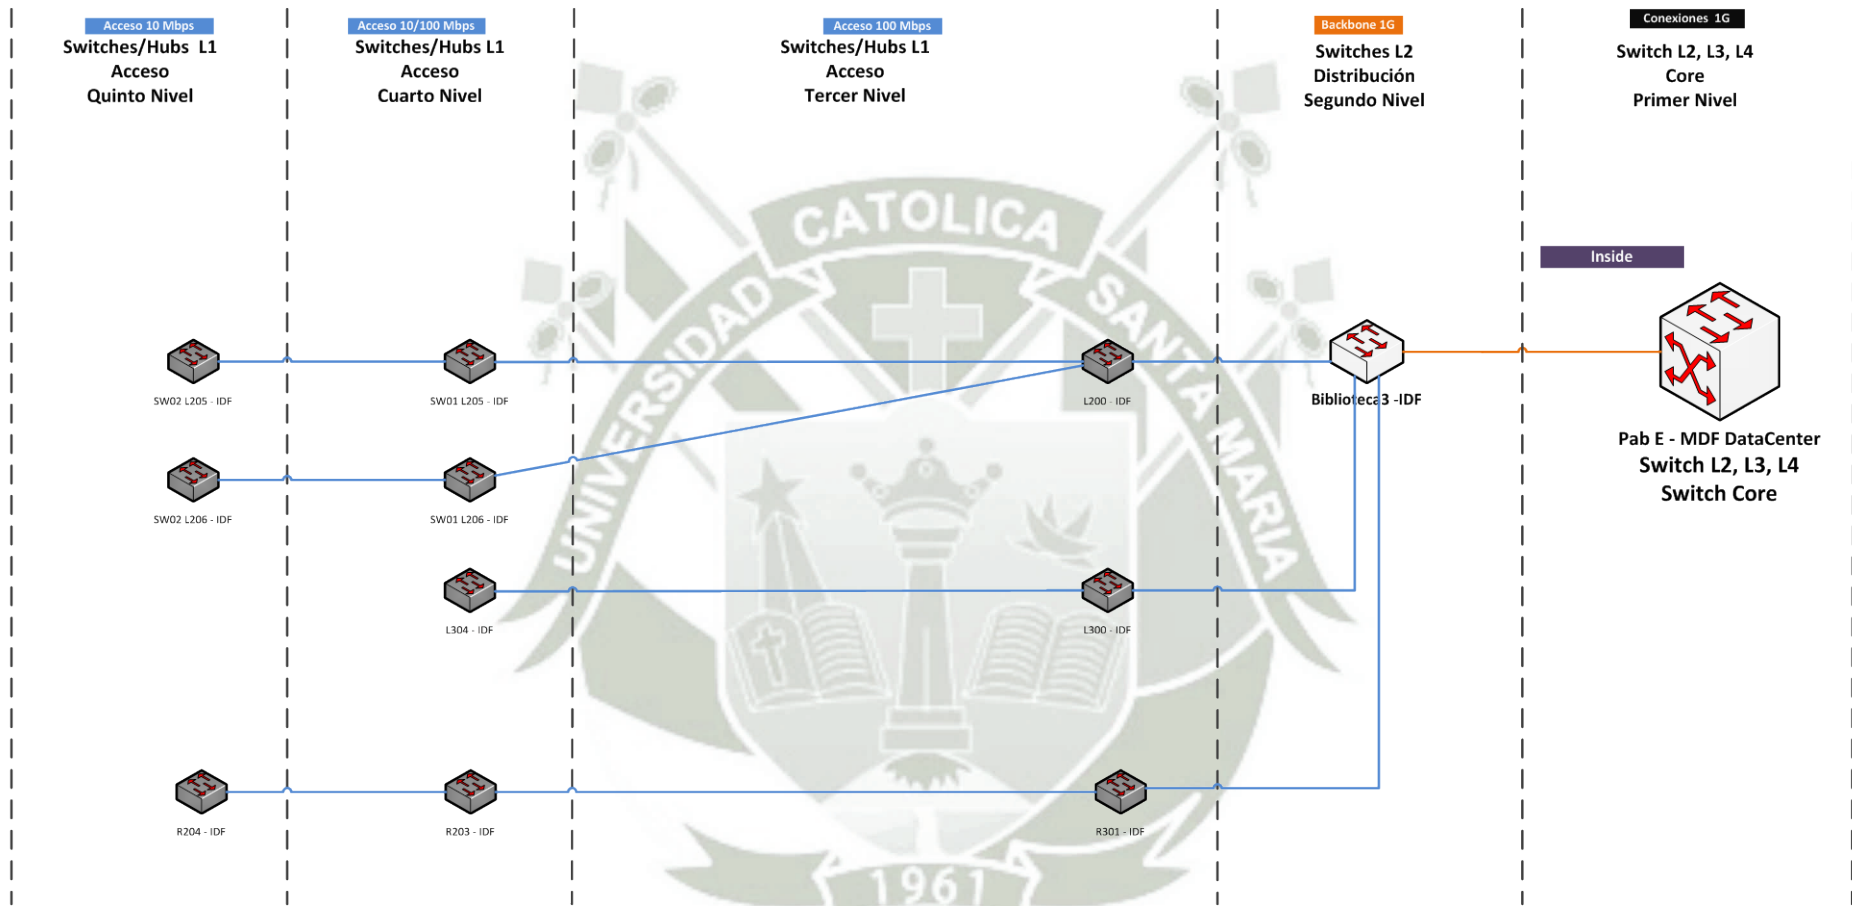 Acceso 10 Mbps
Switches/Hubs L1
Acceso
Quinto Nivel
Acceso 10/100 Mbps
Switches/Hubs L1
Acceso
Cuarto Nivel
Acceso 100 Mbps
Switches/Hubs L1
Acceso
Tercer Nivel
Backbone 1G
Switches L2
Distribución
Segundo Nivel
Conexiones 1G
Switch L2, L3, L4
Core
Primer Nivel
UNIVERSIDAD CATOLICA SANTA MARIA
Inside
SW02 L205 - IDF
SW01 L205 - IDF
L200 - IDF
Biblioteca3 -IDF
Pab E - MDF DataCenter
Switch L2, L3, L4
Switch Core
SW02 L206 - IDF
SW01 L206 - IDF
L304 - IDF
L300 - IDF
R204 - IDF
R203 - IDF
R301 - IDF
1961